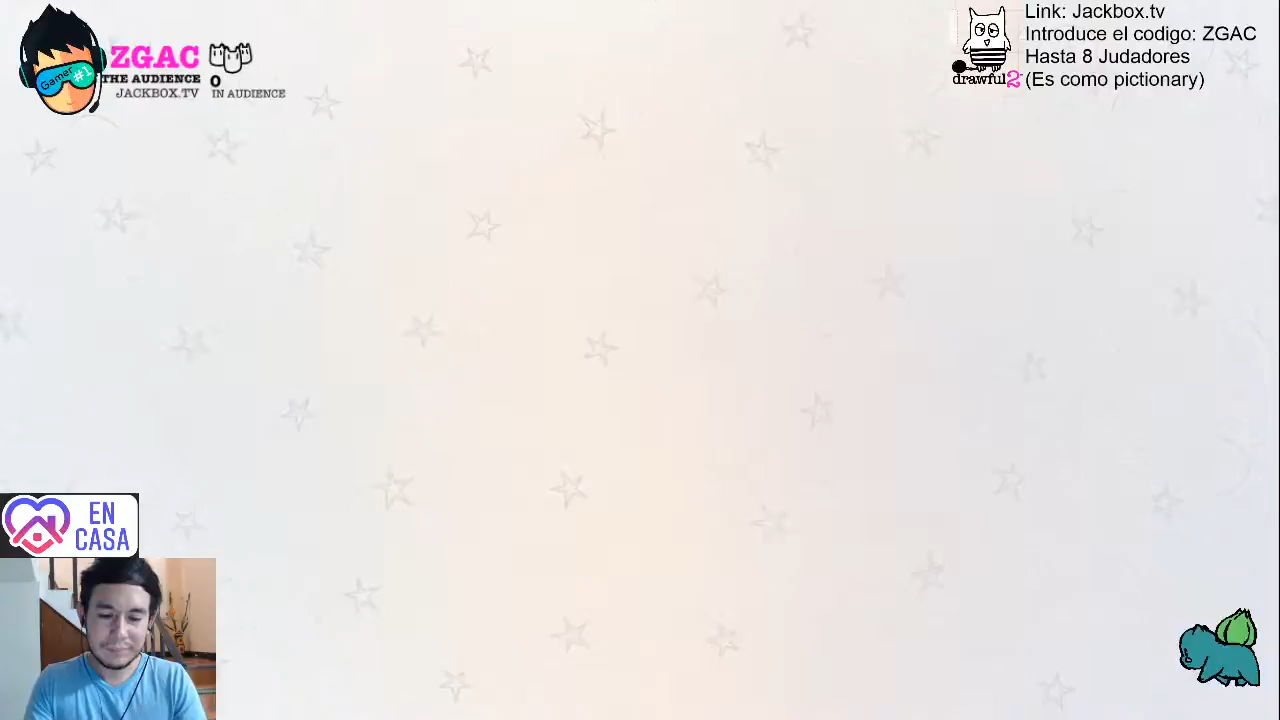 ZGAC
THE AUDIENCE
JACKBOX.TV
0
IN AUDIENCE
Gamer
#1
drawful2
Link: Jackbox.tv
Introduce el codigo: ZGAC
Hasta 8 Judadores
(Es como pictionary)
EN
CASA